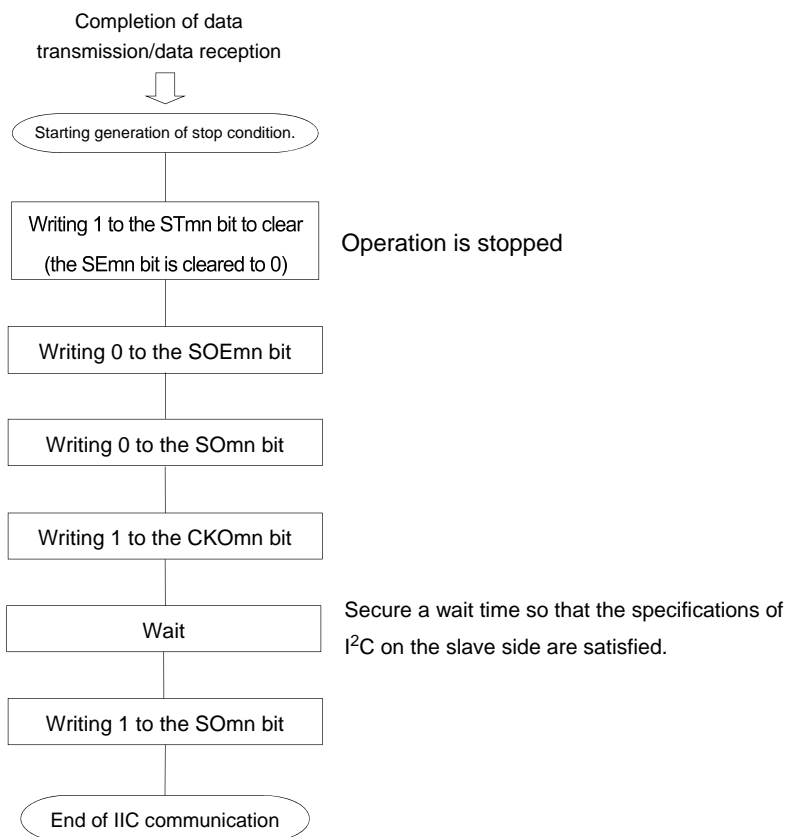 Completion of data
transmission/data reception
Starting generation of stop condition.
Writing 1 to the STmn bit to clear
(the SEmn bit is cleared to 0)
Operation is stopped
Writing 0 to the SOEmn bit
Writing 0 to the SOmn bit
Writing 1 to the CKOmn bit
Wait
Secure a wait time so that the specifications of
I²C on the slave side are satisfied.
Writing 1 to the SOmn bit
End of IIC communication